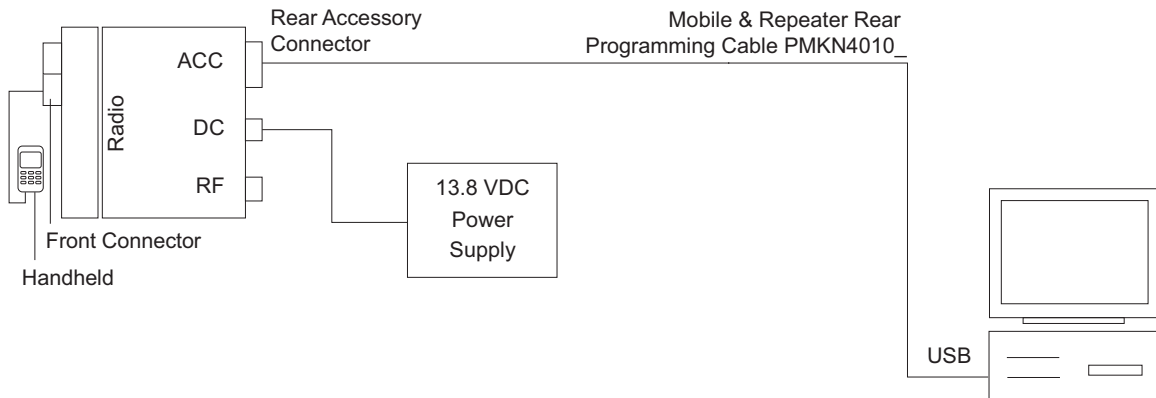 Rear Accessory
Connector
Mobile & Repeater Rear
Programming Cable PMKN4010_
ACC
Radio
DC
RF
13.8 VDC
Power
Supply
Front Connector
Handheld
USB